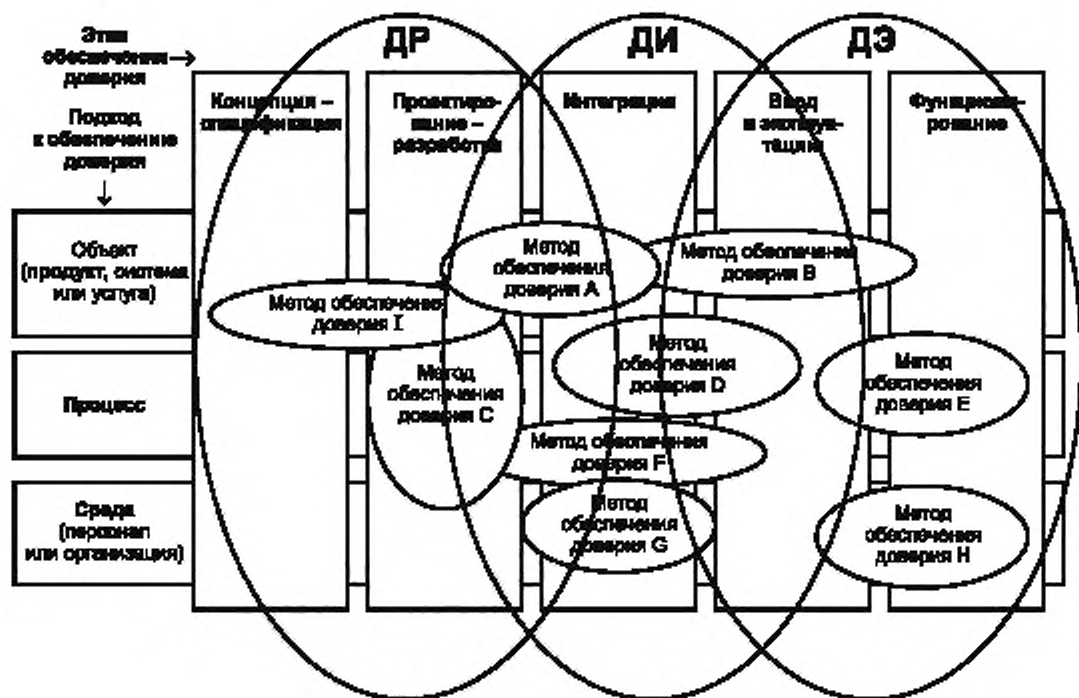 Этап
обеспечения
доверия
Подход
к обеспечению
доверия
ДР
ДИ
ДЭ
Концепция –
спецификация
Проектиро-
вание –
разработка
Интеграция
Ввод
в эксплуа-
тацию
Функциони-
рование
Объект
(продукт, система
или услуга)
Метод
обеспечения
доверия A
Метод обеспечения
доверия B
Метод обеспечения
доверия I
Процесс
Метод
обеспечения
доверия C
Метод
обеспечения
доверия D
Метод
обеспечения
доверия E
Метод обеспечения
доверия F
Среда
(персонал
или организация)
Метод
обеспечения
доверия G
Метод
обеспечения
доверия H